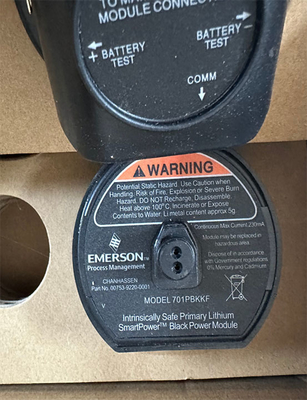 TO MA
MODULE CONNECT
BATTERY
TEST
BATTERY
TEST
COMM
WARNING
Potential Static Hazard. Use Caution when
Handling. Risk of Fire. Explosion or Severe Burn
Hazard, DO NOT Recharge, Disassemble.
Heat above 100°C, Incinerate or Expose
Contents to Water. Li metal content approx 5g
Continuous Max Current 230mA
Module may be replaced in
hazardous area
Dispose of in accordance with
Government regulations.
0% Mercury and Cadmium
EMERSON
Process Management
CHANHASSEN
Part No. 00753-9220-0001
MODEL 701PBKKF
Intrinsically Safe Primary Lithium
SmartPower™ Black Power Module